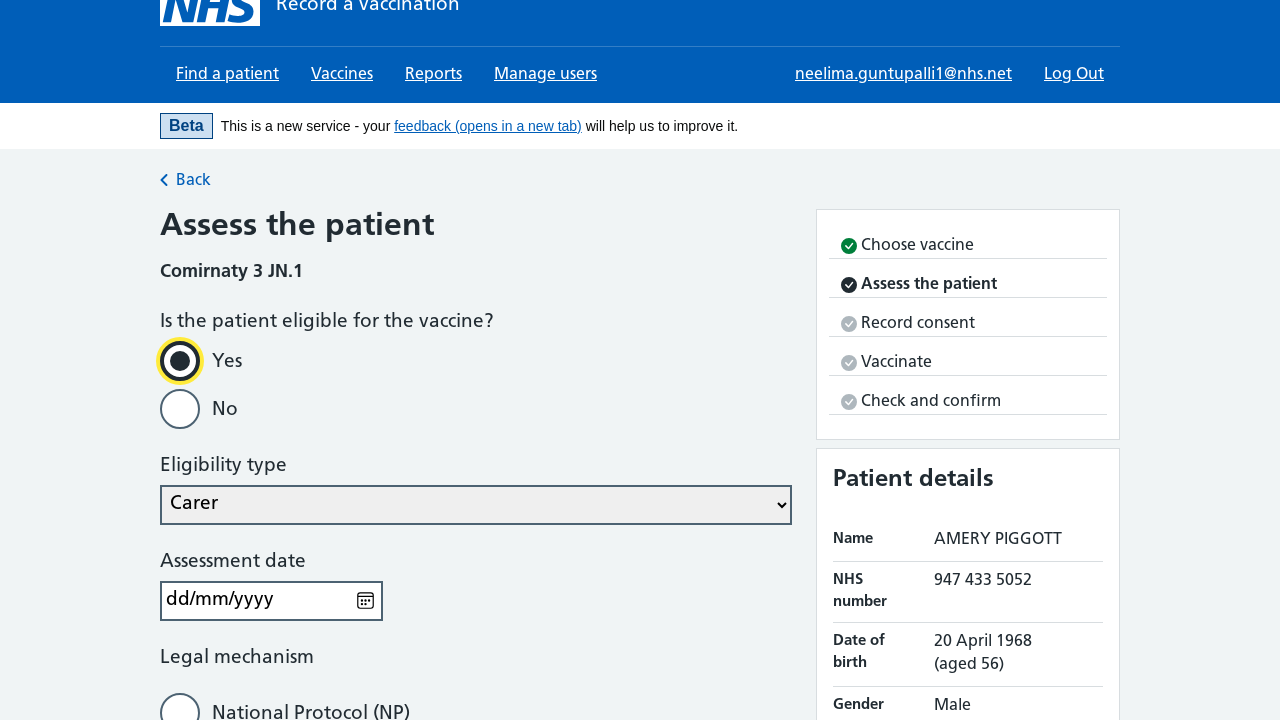 NHS Record a vaccination
Find a patient Vaccines Reports Manage users neelima.guntupalli1@nhs.net Log Out
Beta This is a new service - your feedback (opens in a new tab) will help us to improve it.
Back
Assess the patient
Comirnaty 3 JN.1
Is the patient eligible for the vaccine?
Yes
No
Eligibility type
Carer
Assessment date
dd/mm/yyyy
Legal mechanism
National Protocol (NP)
Choose vaccine
Assess the patient
Record consent
Vaccinate
Check and confirm
Patient details
Name AMERY PIGGOTT
NHS number 947 433 5052
Date of birth 20 April 1968 (aged 56)
Gender Male